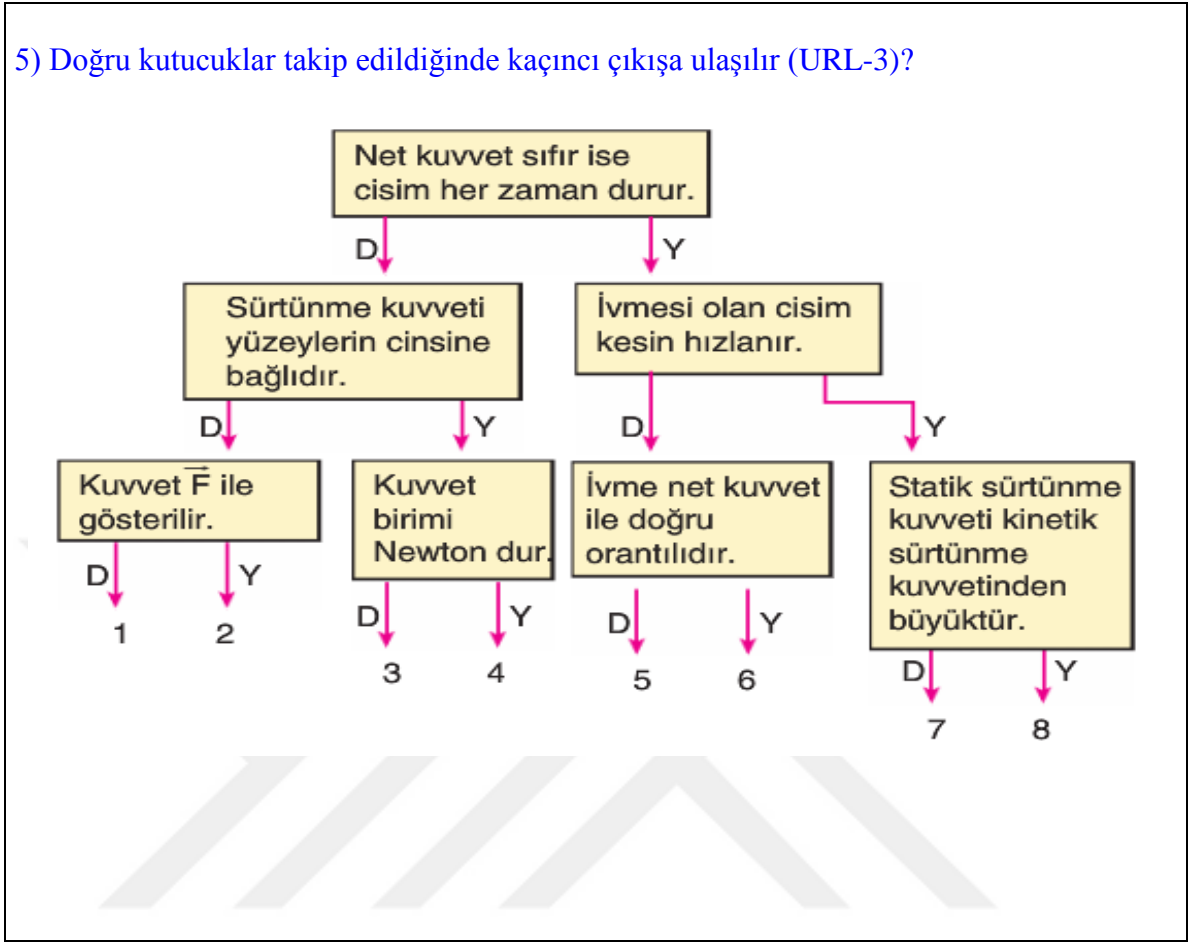 5) Doğru kutucuklar takip edildiğinde kaçıncı çıkışa ulaşılır (URL-3)?
Net kuvvet sıfır ise
cisim her zaman durur.
D
Y
Sürtünme kuvveti
yüzeylerin cinsine
bağlıdır.
İvmesi olan cisim
kesin hızlanır.
D
Y
D
Y
Kuvvet F⃗ ile
gösterilir.
Kuvvet
birimi
Newton dur.
İvme net kuvvet
ile doğru
orantılıdır.
Statik sürtünme
kuvveti kinetik
sürtünme
kuvvetinden
büyüktür.
D
Y
D
Y
D
Y
D
Y
1
2
3
4
5
6
7
8